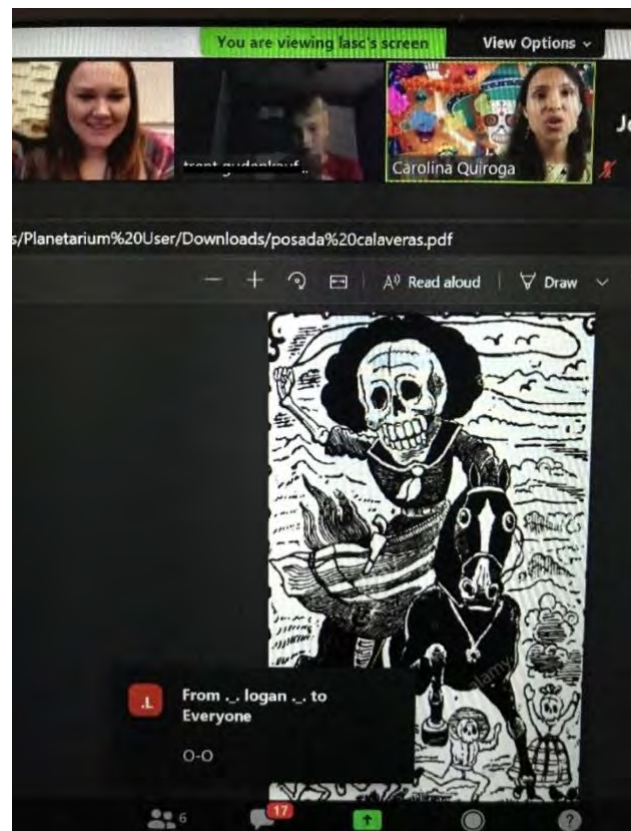 You are viewing lasc's screen
View Options
Carolina Quiroga
s/Planetarium%20User/Downloads/posada%20calaveras.pdf
A Read aloud
Draw
.L
From ._. logan ._. to
Everyone
O-O
alamy
6
17
?